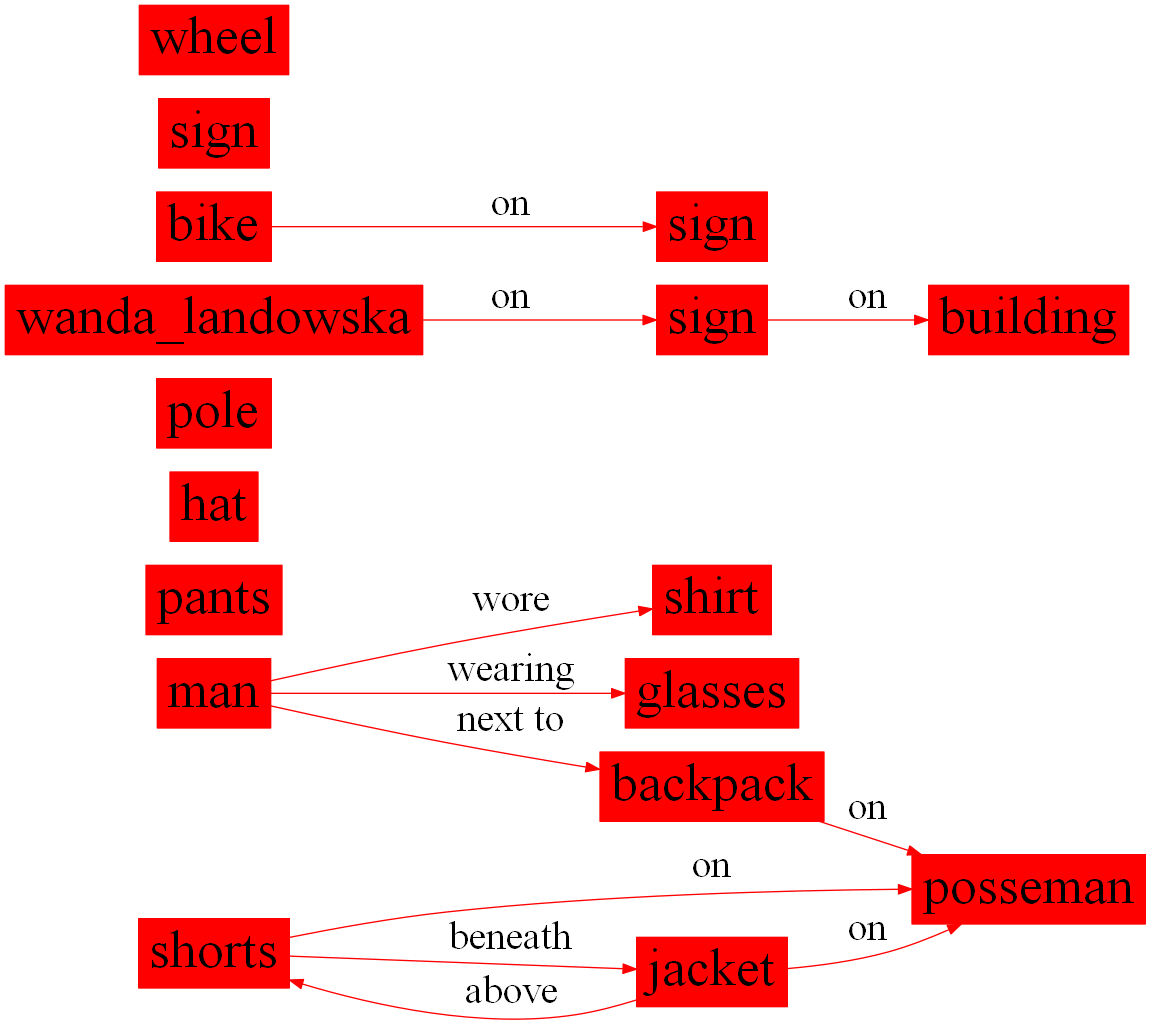 wheel
sign
bike on sign
wanda_landowska on sign on building
pole
hat
pants
wore shirt
man wearing glasses
next to
backpack
on
on
posseman
shorts beneath on
jacket
above